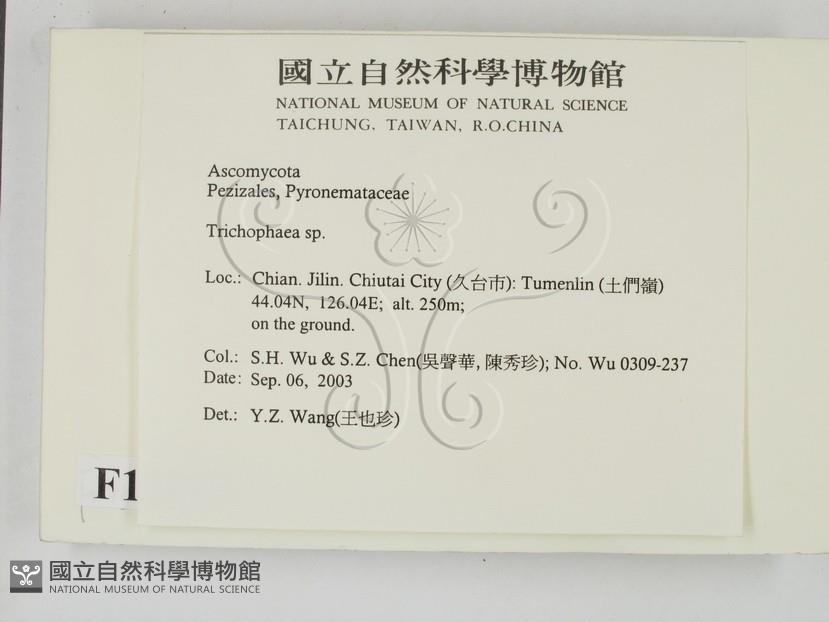 國立自然科學博物館
NATIONAL MUSEUM OF NATURAL SCIENCE
TAICHUNG, TAIWAN, R.O.CHINA
Ascomycota
Pezizales, Pyronemataceae
Trichophaea sp.
Loc.: Chian. Jilin. Chiutai City (久台市): Tumenlin (土們嶺)
44.04N, 126.04E; alt. 250m;
on the ground.
Col.: S.H. Wu & S.Z. Chen(吳聲華, 陳秀珍); No. Wu 0309-237
Date: Sep. 06, 2003
Det.: Y.Z. Wang(王也珍)
F1
國立自然科學博物館
NATIONAL MUSEUM OF NATURAL SCIENCE